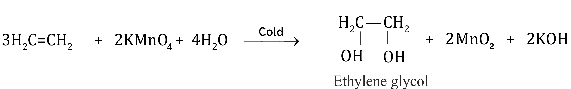 3H₂C=CH₂ + 2KMnO₄ + 4H₂O Cold H₂C—CH₂ + 2MnO₂ + 2KOH
OH OH
Ethylene glycol